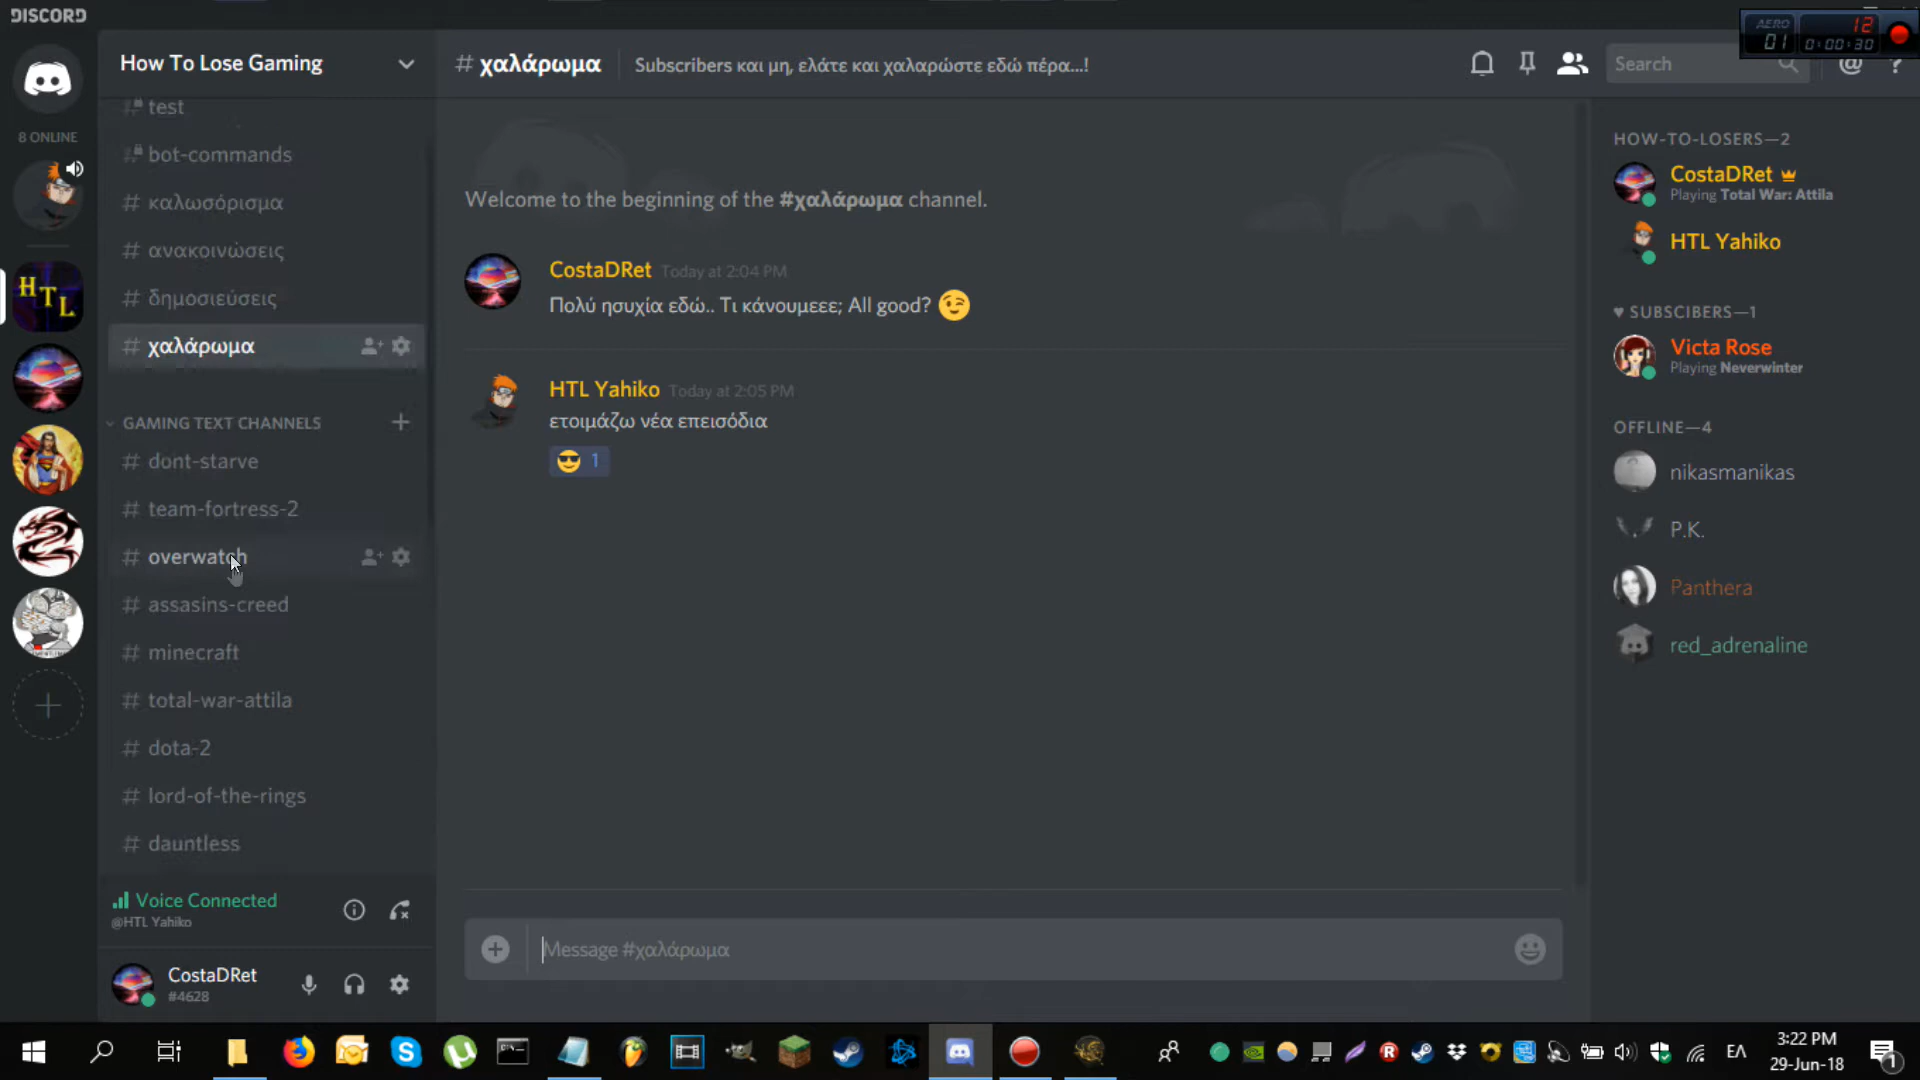 DISCORD
AERO
01
12
0:00:30
How To Lose Gaming
# χαλάρωμα
Subscribers και μη, ελάτε και χαλαρώστε εδώ πέρα...!
Search
8 ONLINE
HTL
test
# bot-commands
# καλωσόρισμα
# ανακοινώσεις
# δημοσιεύσεις
# χαλάρωμα
GAMING TEXT CHANNELS
# dont-starve
# team-fortress-2
# overwatch
# assasins-creed
# minecraft
# total-war-attila
# dota-2
# lord-of-the-rings
# dauntless
Voice Connected
@HTL Yahiko
CostaDRet
#4628
Welcome to the beginning of the #χαλάρωμα channel.
CostaDRet Today at 2:04 PM
Πολύ ησυχία εδώ.. Τι κάνουμεεε; All good? 😉
HTL Yahiko Today at 2:05 PM
ετοιμάζω νέα επεισόδια
😎 1
Message #χαλάρωμα
HOW-TO-LOSERS—2
CostaDRet
Playing Total War: Attila
HTL Yahiko
♥ SUBSCIBERS—1
Victa Rose
Playing Neverwinter
OFFLINE—4
nikasmanikas
P.K.
Panthera
red_adrenaline
ΕΛ
3:22 PM
29-Jun-18
1